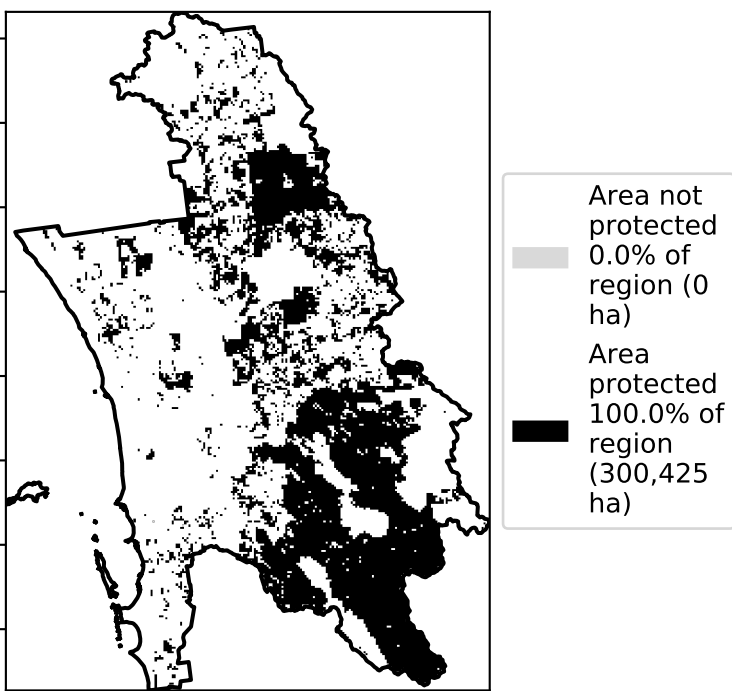 Area not
protected
0.0% of
region (0
ha)
Area
protected
100.0% of
region
(300,425
ha)